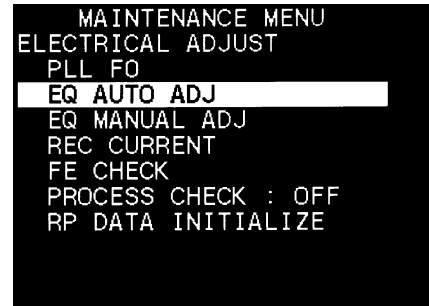 MAINTENANCE MENU
ELECTRICAL ADJUST
PLL F0
EQ AUTO ADJ
EQ MANUAL ADJ
REC CURRENT
FE CHECK
PROCESS CHECK : OFF
RP DATA INITIALIZE